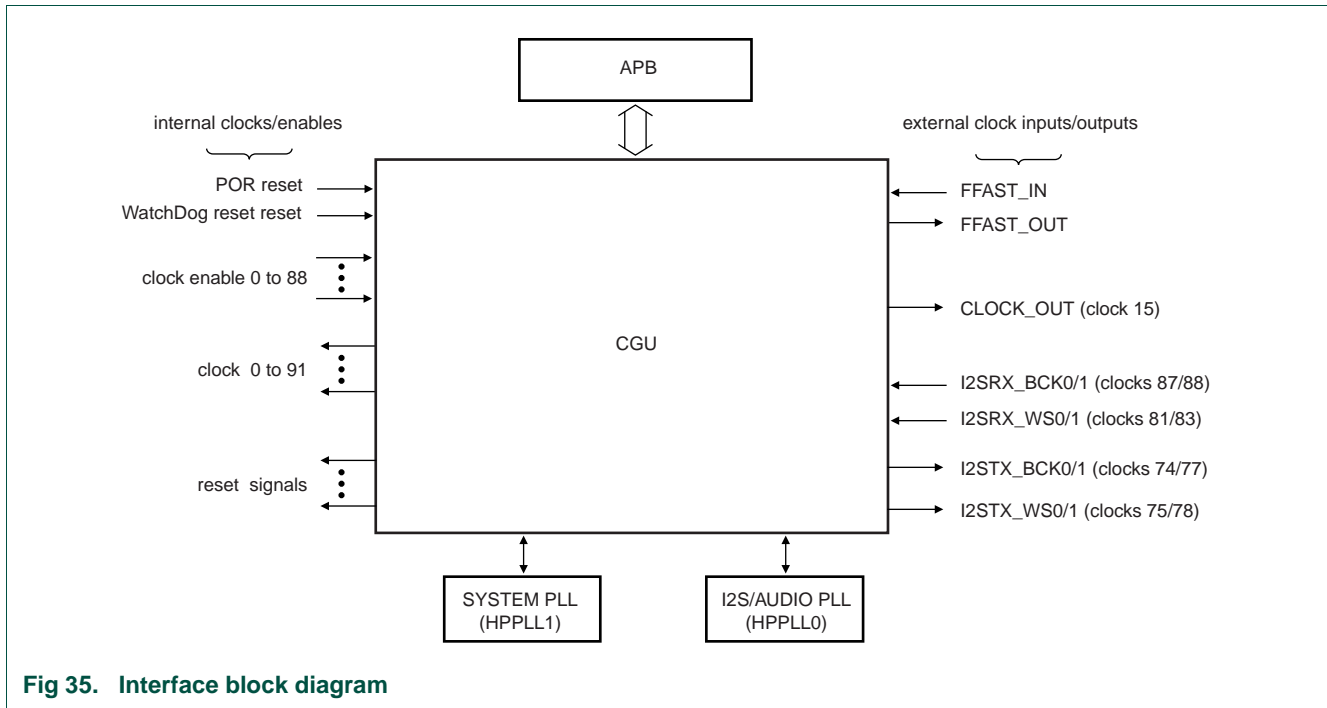 APB
internal clocks/enables
external clock inputs/outputs
POR reset
WatchDog reset reset
clock enable 0 to 88
clock 0 to 91
reset signals
CGU
FFAST_IN
FFAST_OUT
CLOCK_OUT (clock 15)
I2SRX_BCK0/1 (clocks 87/88)
I2SRX_WS0/1 (clocks 81/83)
I2STX_BCK0/1 (clocks 74/77)
I2STX_WS0/1 (clocks 75/78)
SYSTEM PLL
(HPPLL1)
I2S/AUDIO PLL
(HPPLL0)
Fig 35. Interface block diagram